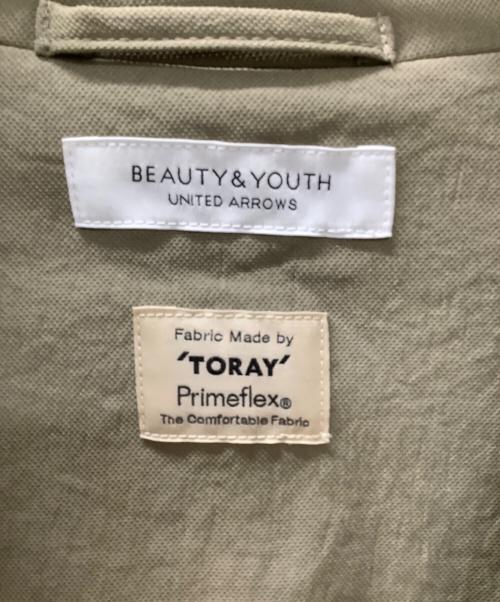 BEAUTY&YOUTH
UNITED ARROWS
Fabric Made by
'TORAY'
Primeflex®
The Comfortable Fabric